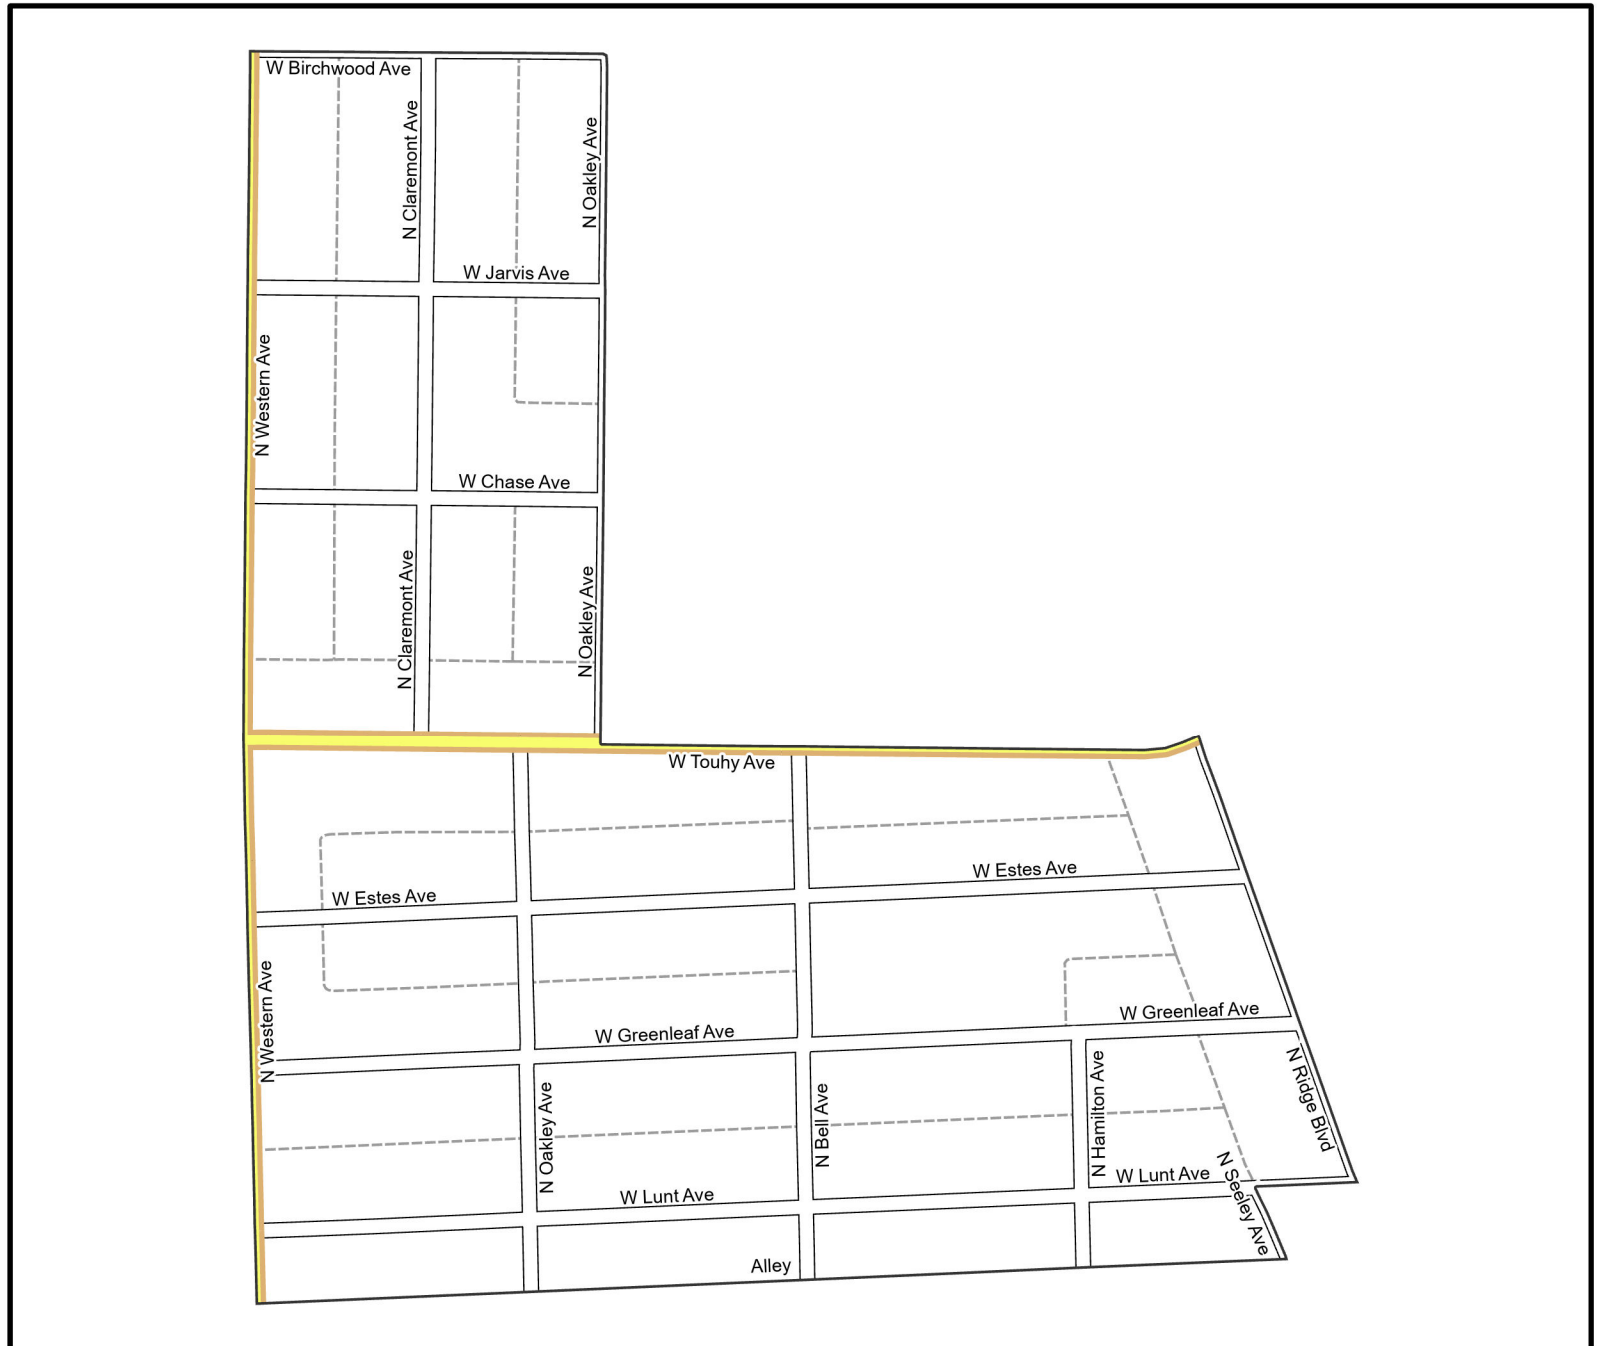 W Birchwood Ave
N Claremont Ave
N Oakley Ave
W Jarvis Ave
N Western Ave
W Chase Ave
N Claremont Ave
N Oakley Ave
W Touhy Ave
W Estes Ave
W Estes Ave
N Western Ave
W Greenleaf Ave
W Greenleaf Ave
N Oakley Ave
N Bell Ave
N Hamilton Ave
N Ridge Blvd
W Lunt Ave
W Lunt Ave
N Seeley Ave
Alley